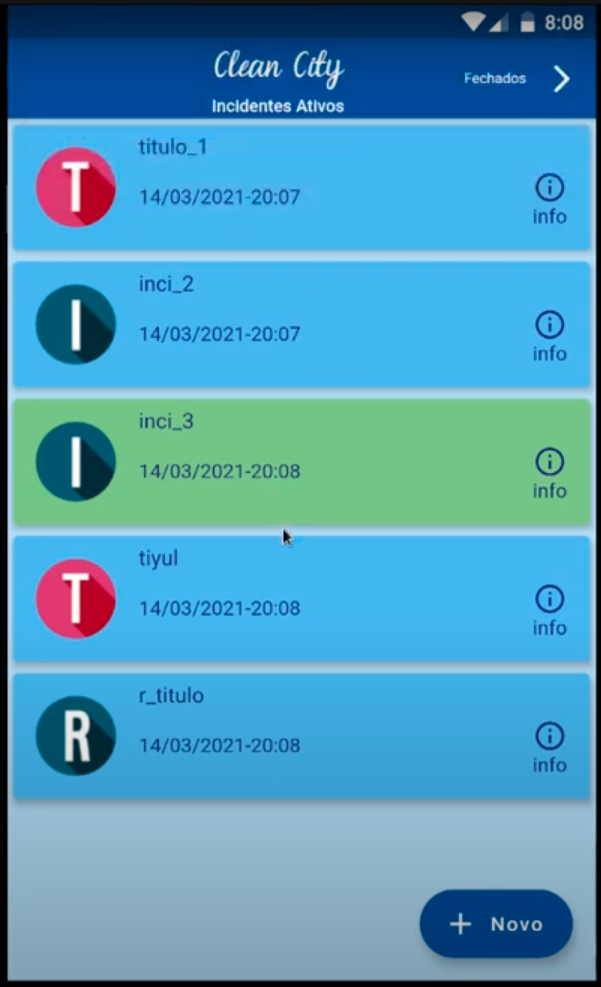 8:08
Clean City
Incidentes Ativos
Fechados
T
titulo_1
14/03/2021-20:07
info
I
inci_2
14/03/2021-20:07
info
I
inci_3
14/03/2021-20:08
info
T
tiyul
14/03/2021-20:08
info
R
r_titulo
14/03/2021-20:08
info
+ Novo